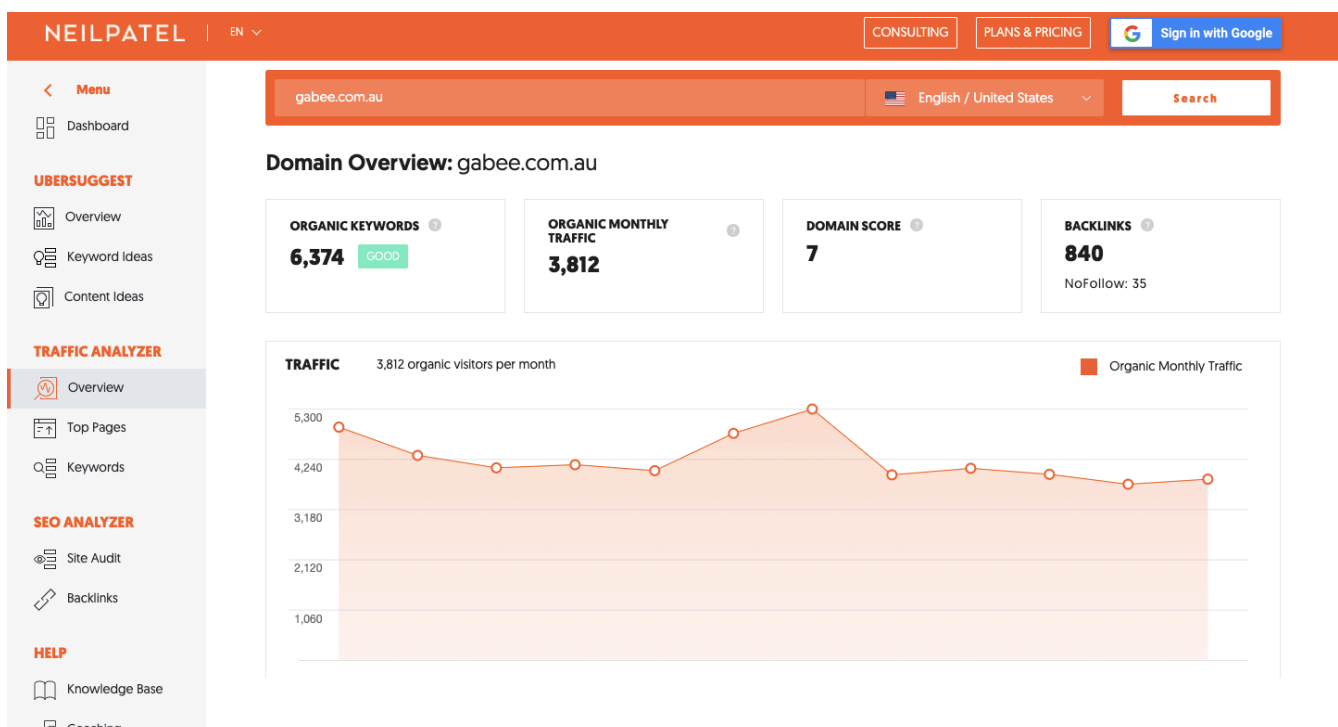 NEILPATEL
EN
CONSULTING
PLANS & PRICING
Sign in with Google
Menu
Dashboard
UBERSUGGEST
Overview
Keyword Ideas
Content Ideas
TRAFFIC ANALYZER
Overview
Top Pages
Keywords
SEO ANALYZER
Site Audit
Backlinks
HELP
Knowledge Base
Coaching
gabee.com.au
English / United States
Search
Domain Overview: gabee.com.au
ORGANIC KEYWORDS ?
6,374 GOOD
ORGANIC MONTHLY
TRAFFIC ?
3,812
DOMAIN SCORE ?
7
BACKLINKS ?
840
NoFollow: 35
TRAFFIC 3,812 organic visitors per month
Organic Monthly Traffic
5,300
4,240
3,180
2,120
1,060